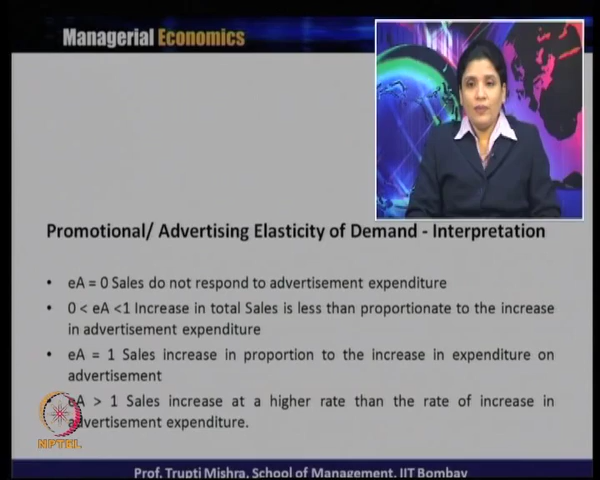 Managerial Economics
Promotional/ Advertising Elasticity of Demand - Interpretation
• eA = 0 Sales do not respond to advertisement expenditure
• 0 < eA <1 Increase in total Sales is less than proportionate to the increase
in advertisement expenditure
• eA = 1 Sales increase in proportion to the increase in expenditure on
advertisement
eA > 1 Sales increase at a higher rate than the rate of increase in
advertisement expenditure.
NPTEL
Prof. Trupti Mishra, School of Management, IIT Bombay